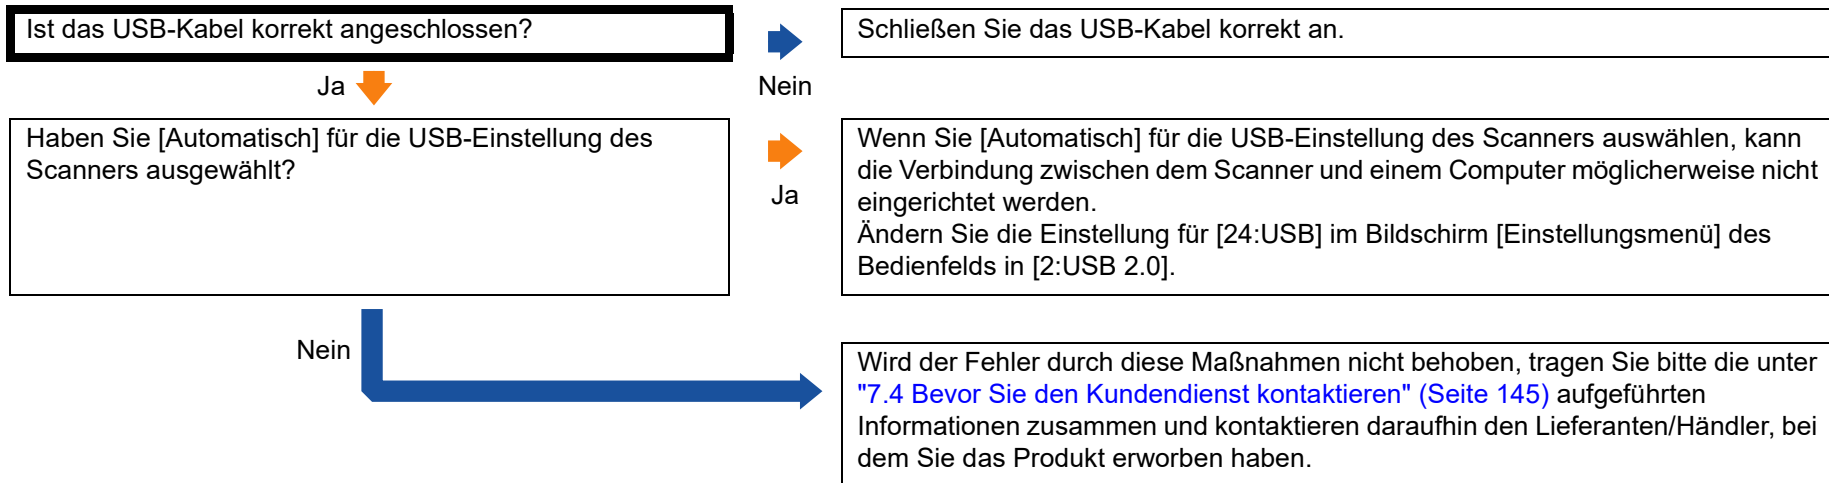 Ist das USB-Kabel korrekt angeschlossen?
Schließen Sie das USB-Kabel korrekt an.
Ja
Nein
Haben Sie [Automatisch] für die USB-Einstellung des
Scanners ausgewählt?
Ja
Wenn Sie [Automatisch] für die USB-Einstellung des Scanners auswählen, kann
die Verbindung zwischen dem Scanner und einem Computer möglicherweise nicht
eingerichtet werden.
Ändern Sie die Einstellung für [24:USB] im Bildschirm [Einstellungsmenü] des
Bedienfelds in [2:USB 2.0].
Nein
Wird der Fehler durch diese Maßnahmen nicht behoben, tragen Sie bitte die unter
"7.4 Bevor Sie den Kundendienst kontaktieren" (Seite 145) aufgeführten
Informationen zusammen und kontaktieren daraufhin den Lieferanten/Händler, bei
dem Sie das Produkt erworben haben.